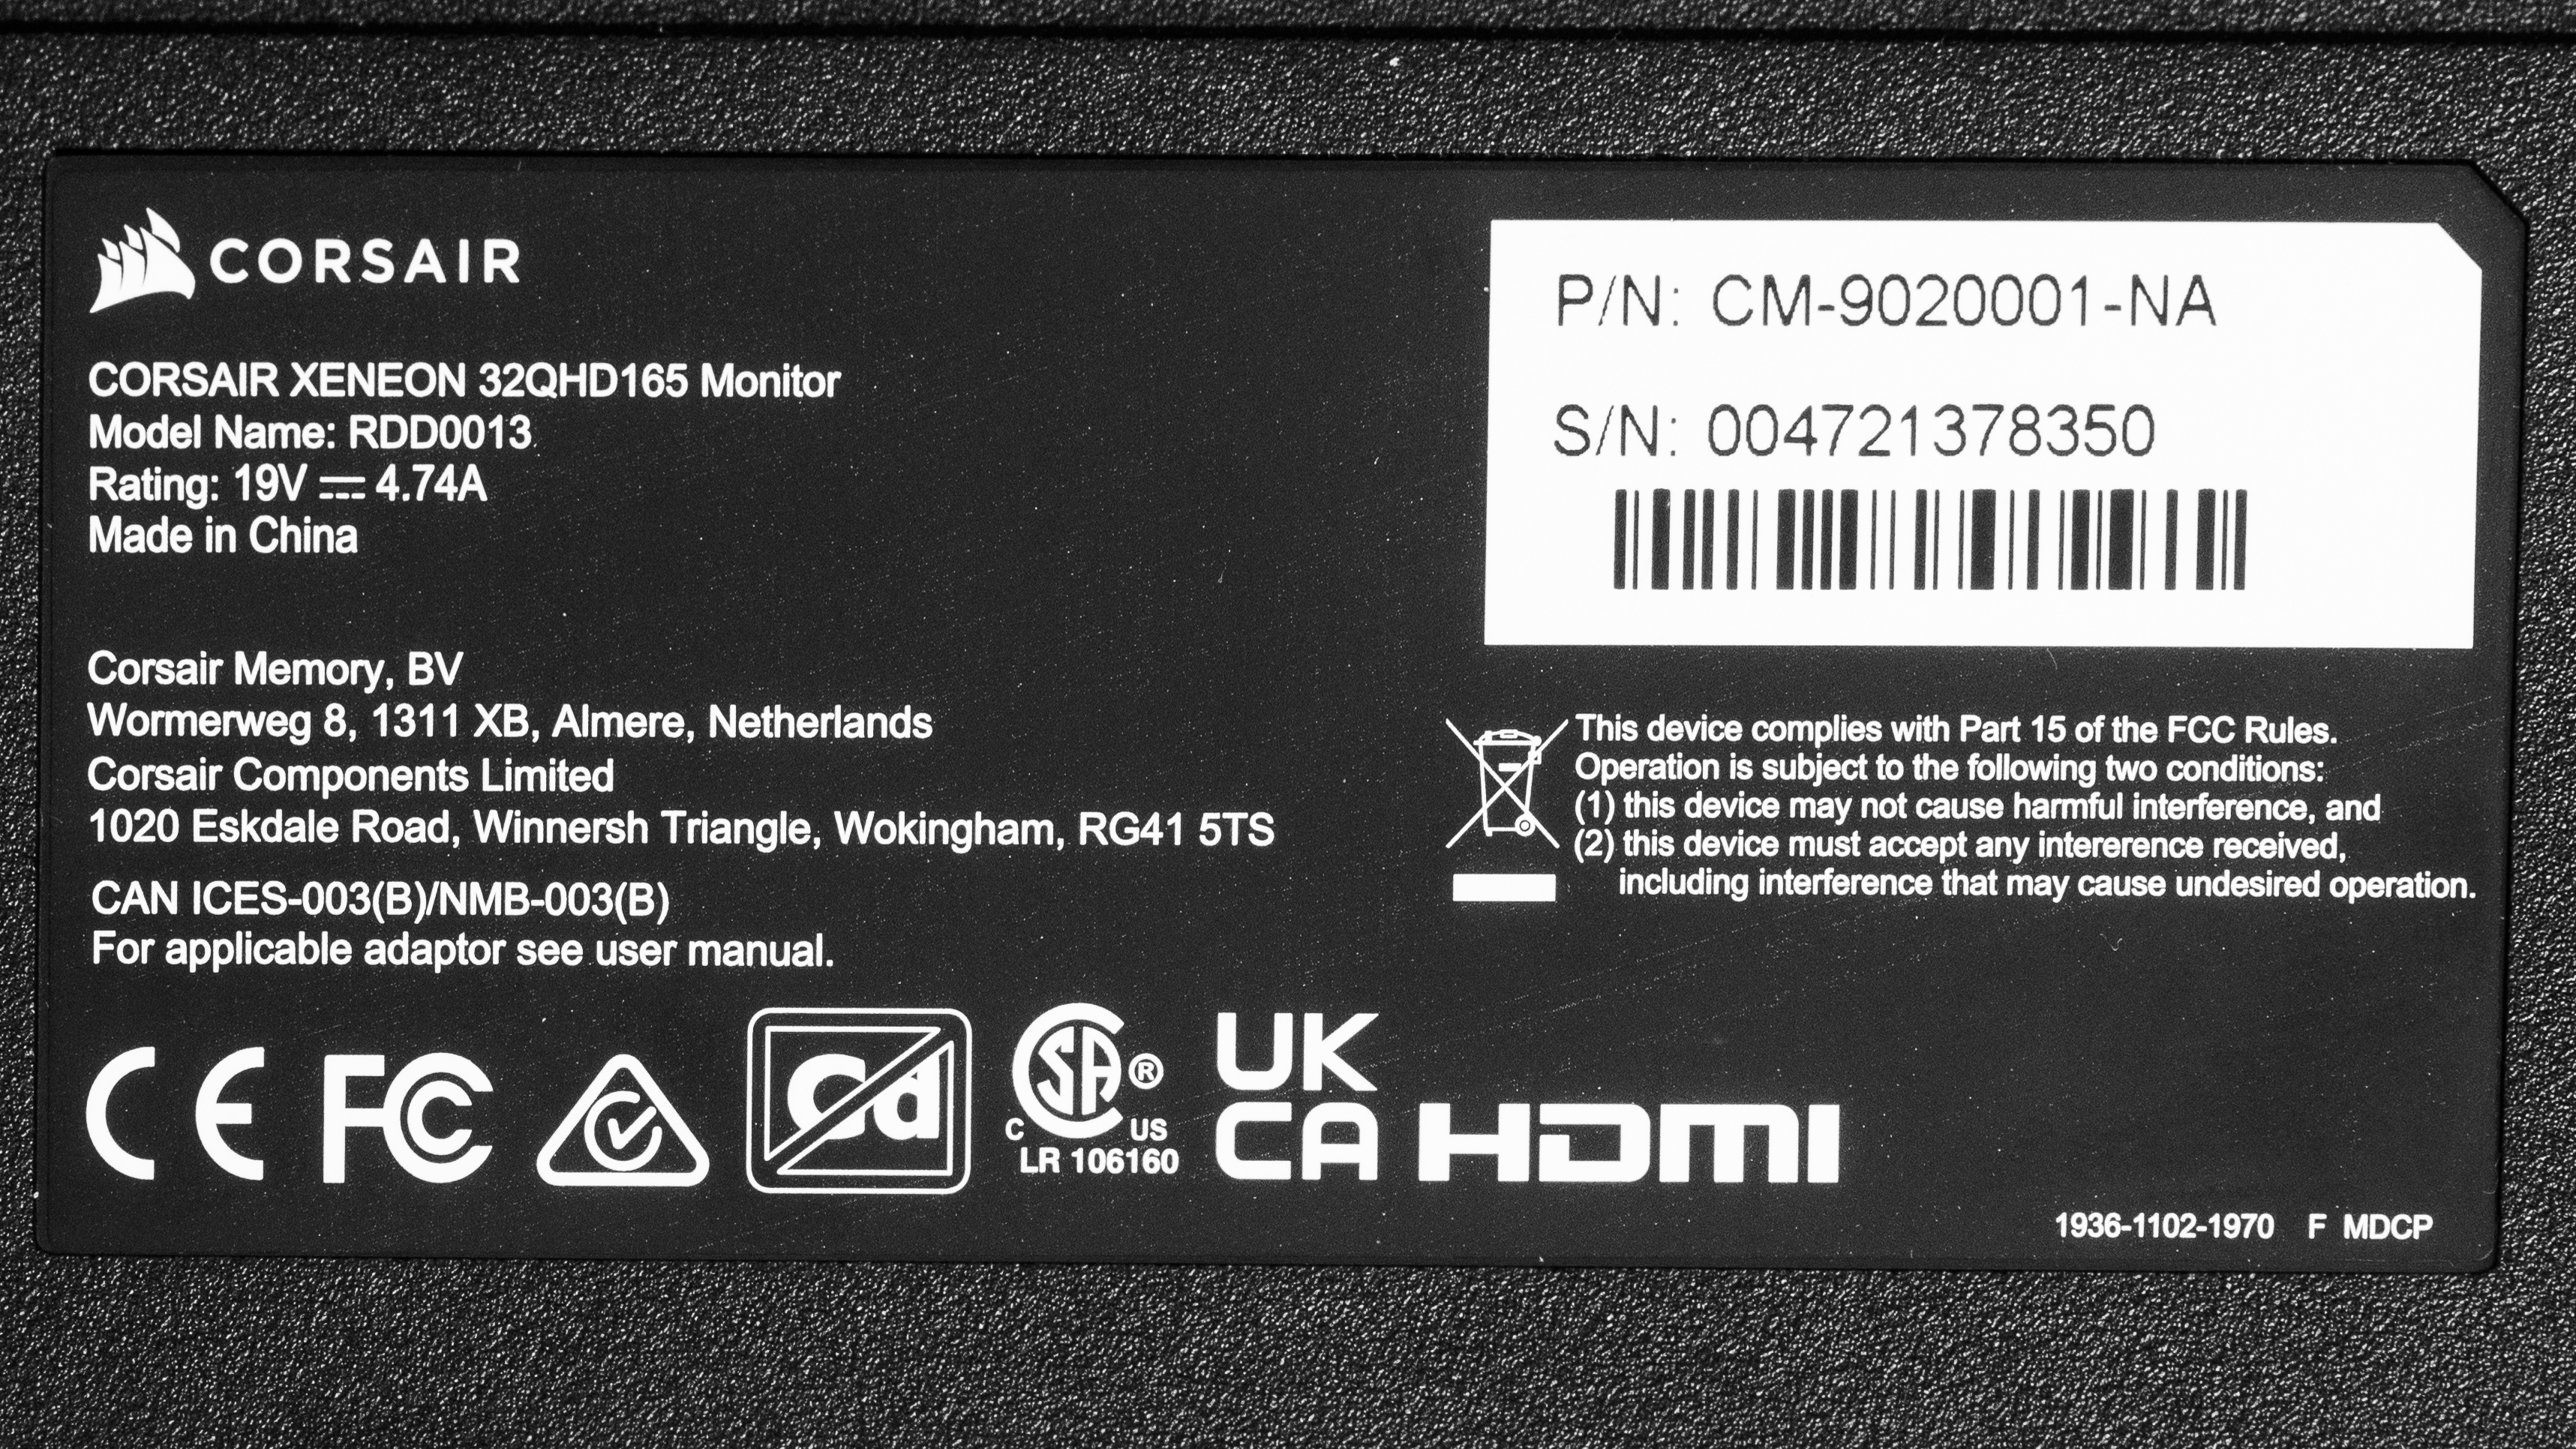 CORSAIR
CORSAIR XENEON 32QHD165 Monitor
Model Name: RDD0013
Rating: 19V ⎓ 4.74A
Made in China
Corsair Memory, BV
Wormerweg 8, 1311 XB, Almere, Netherlands
Corsair Components Limited
1020 Eskdale Road, Winnersh Triangle, Wokingham, RG41 5TS
CAN ICES-003(B)/NMB-003(B)
For applicable adaptor see user manual.
P/N: CM-9020001-NA
S/N: 004721378350
This device complies with Part 15 of the FCC Rules.
Operation is subject to the following two conditions:
(1) this device may not cause harmful interference, and
(2) this device must accept any intererence received,
including interference that may cause undesired operation.
CE FC Cd CSA ® UK
C US CA HDMI
LR 106160
1936-1102-1970 F MDCP